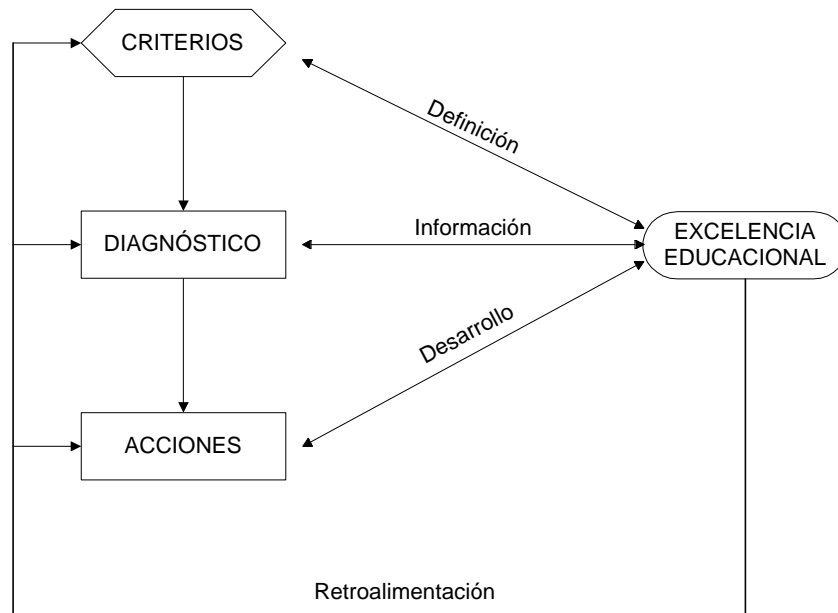 CRITERIOS
Definición
DIAGNÓSTICO
Información
EXCELENCIA
EDUCACIONAL
Desarrollo
ACCIONES
Retroalimentación